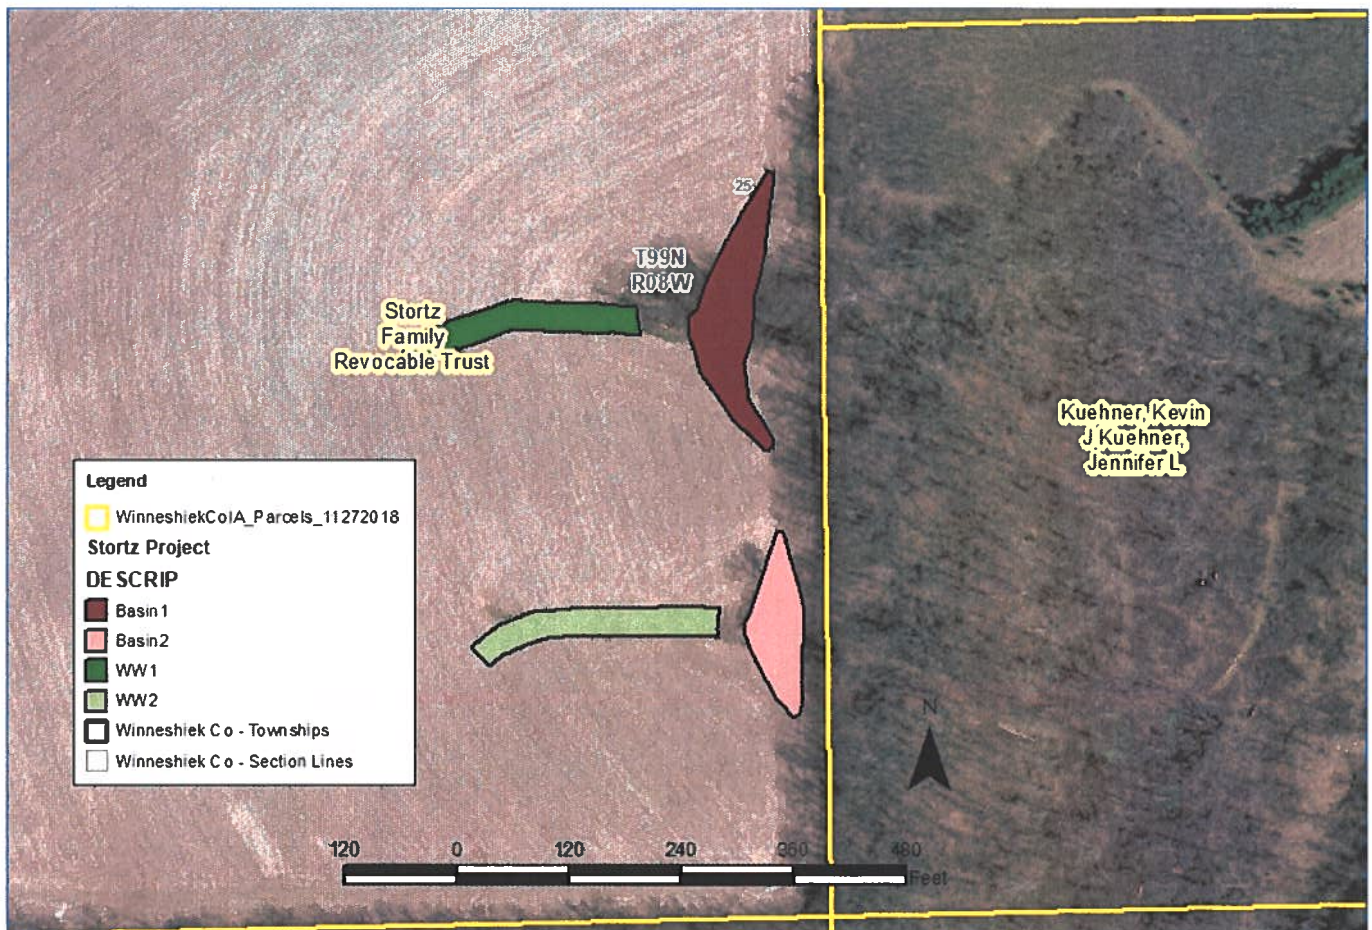 25
T99N
R08W
Stortz
Family
Revocable Trust
Kuehner, Kevin
J Kuehner,
Jennifer L
Legend
WinneshiekCoIA_Parcels_11272018
Stortz Project
DESCRIP
Basin1
Basin2
WW1
WW2
Winneshiek Co - Townships
Winneshiek Co - Section Lines
N
120 0 120 240 360 480
Feet